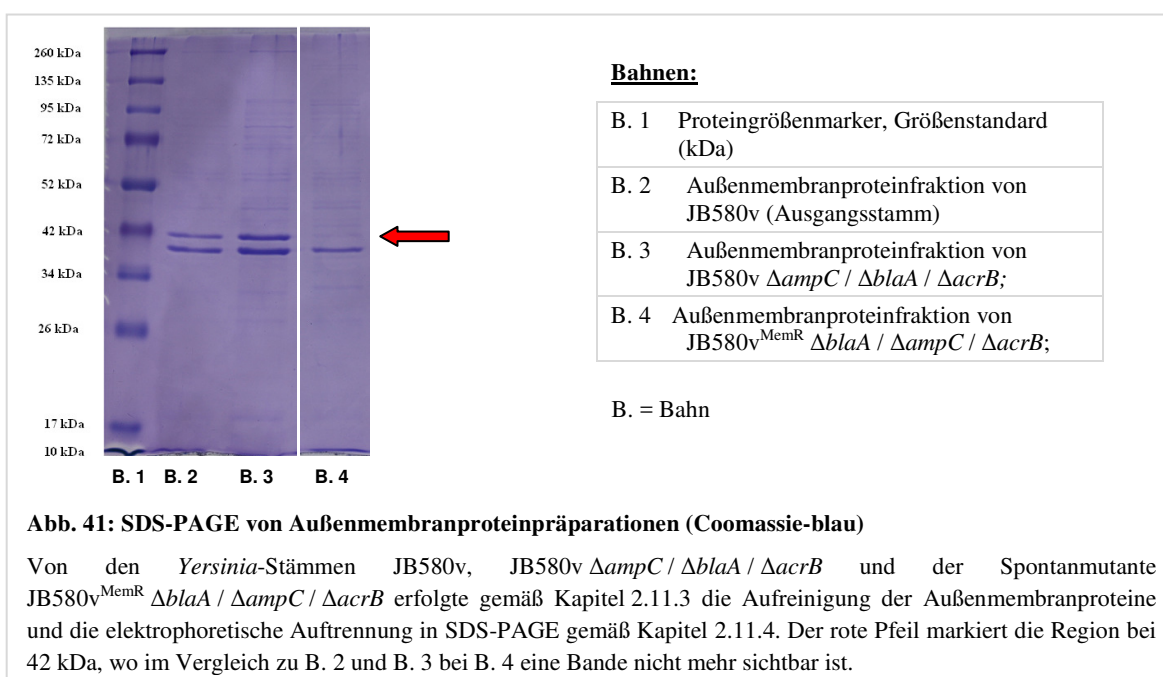 260 kDa
135 kDa
95 kDa
72 kDa
52 kDa
42 kDa
34 kDa
26 kDa
17 kDa
10 kDa
B. 1 B. 2 B. 3 B. 4
Bahnen:
B. 1 Proteingrößenmarker, Größenstandard
(kDa)
B. 2 Außenmembranproteinfraktion von
JB580v (Ausgangsstamm)
B. 3 Außenmembranproteinfraktion von
JB580v ΔampC / ΔblaA / ΔacrB;
B. 4 Außenmembranproteinfraktion von
JB580v^MemR ΔblaA / ΔampC / ΔacrB;
B. = Bahn
Abb. 41: SDS-PAGE von Außenmembranproteinpräparationen (Coomassie-blau)
Von den Yersinia-Stämmen JB580v, JB580v ΔampC / ΔblaA / ΔacrB und der Spontanmutante
JB580v^MemR ΔblaA / ΔampC / ΔacrB erfolgte gemäß Kapitel 2.11.3 die Aufreinigung der Außenmembranproteine
und die elektrophoretische Auftrennung in SDS-PAGE gemäß Kapitel 2.11.4. Der rote Pfeil markiert die Region bei
42 kDa, wo im Vergleich zu B. 2 und B. 3 bei B. 4 eine Bande nicht mehr sichtbar ist.